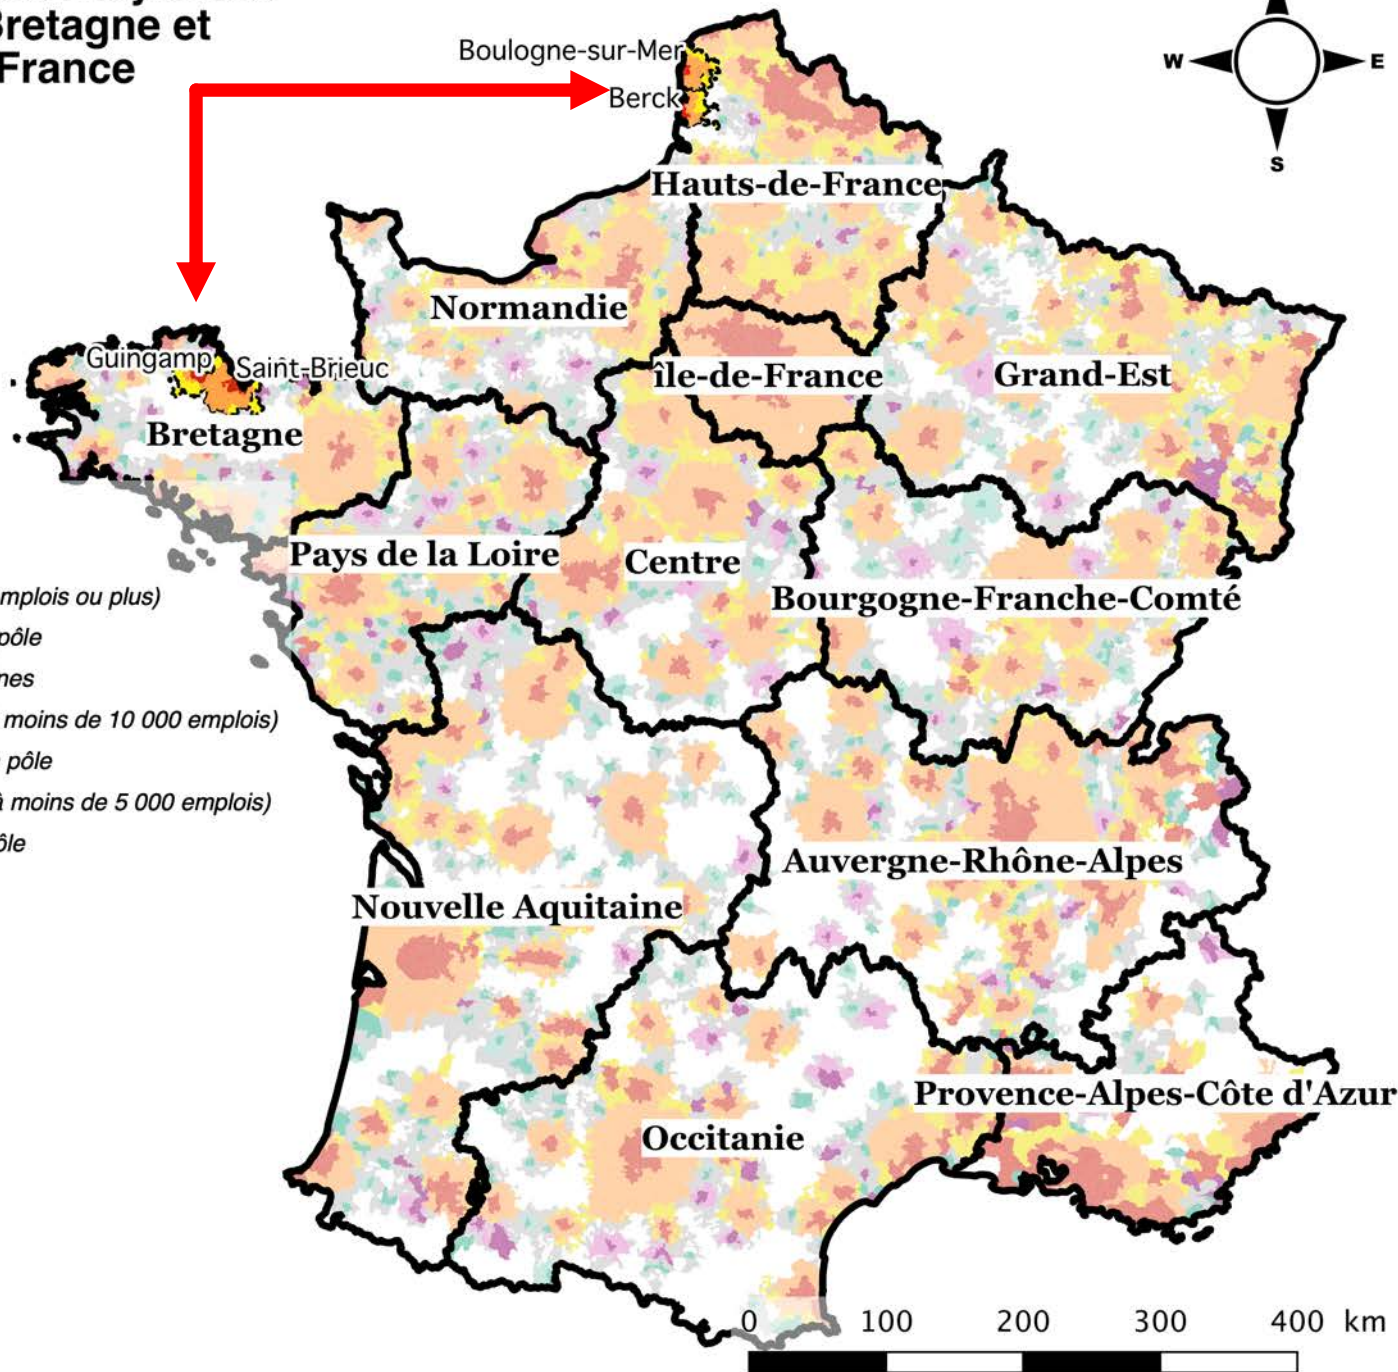 Bretagne et
France
W
E
S
Boulogne-sur-Mer
Berck
Hauts-de-France
Normandie
Guingamp
Saint-Brieuc
île-de-France
Grand-Est
Bretagne
Pays de la Loire
Centre
Bourgogne-Franche-Comté
mplois ou plus)
pôle
nes
moins de 10 000 emplois)
pôle
à moins de 5 000 emplois)
ôle
Auvergne-Rhône-Alpes
Nouvelle Aquitaine
Provence-Alpes-Côte d'Azur
Occitanie
0 100 200 300 400 km